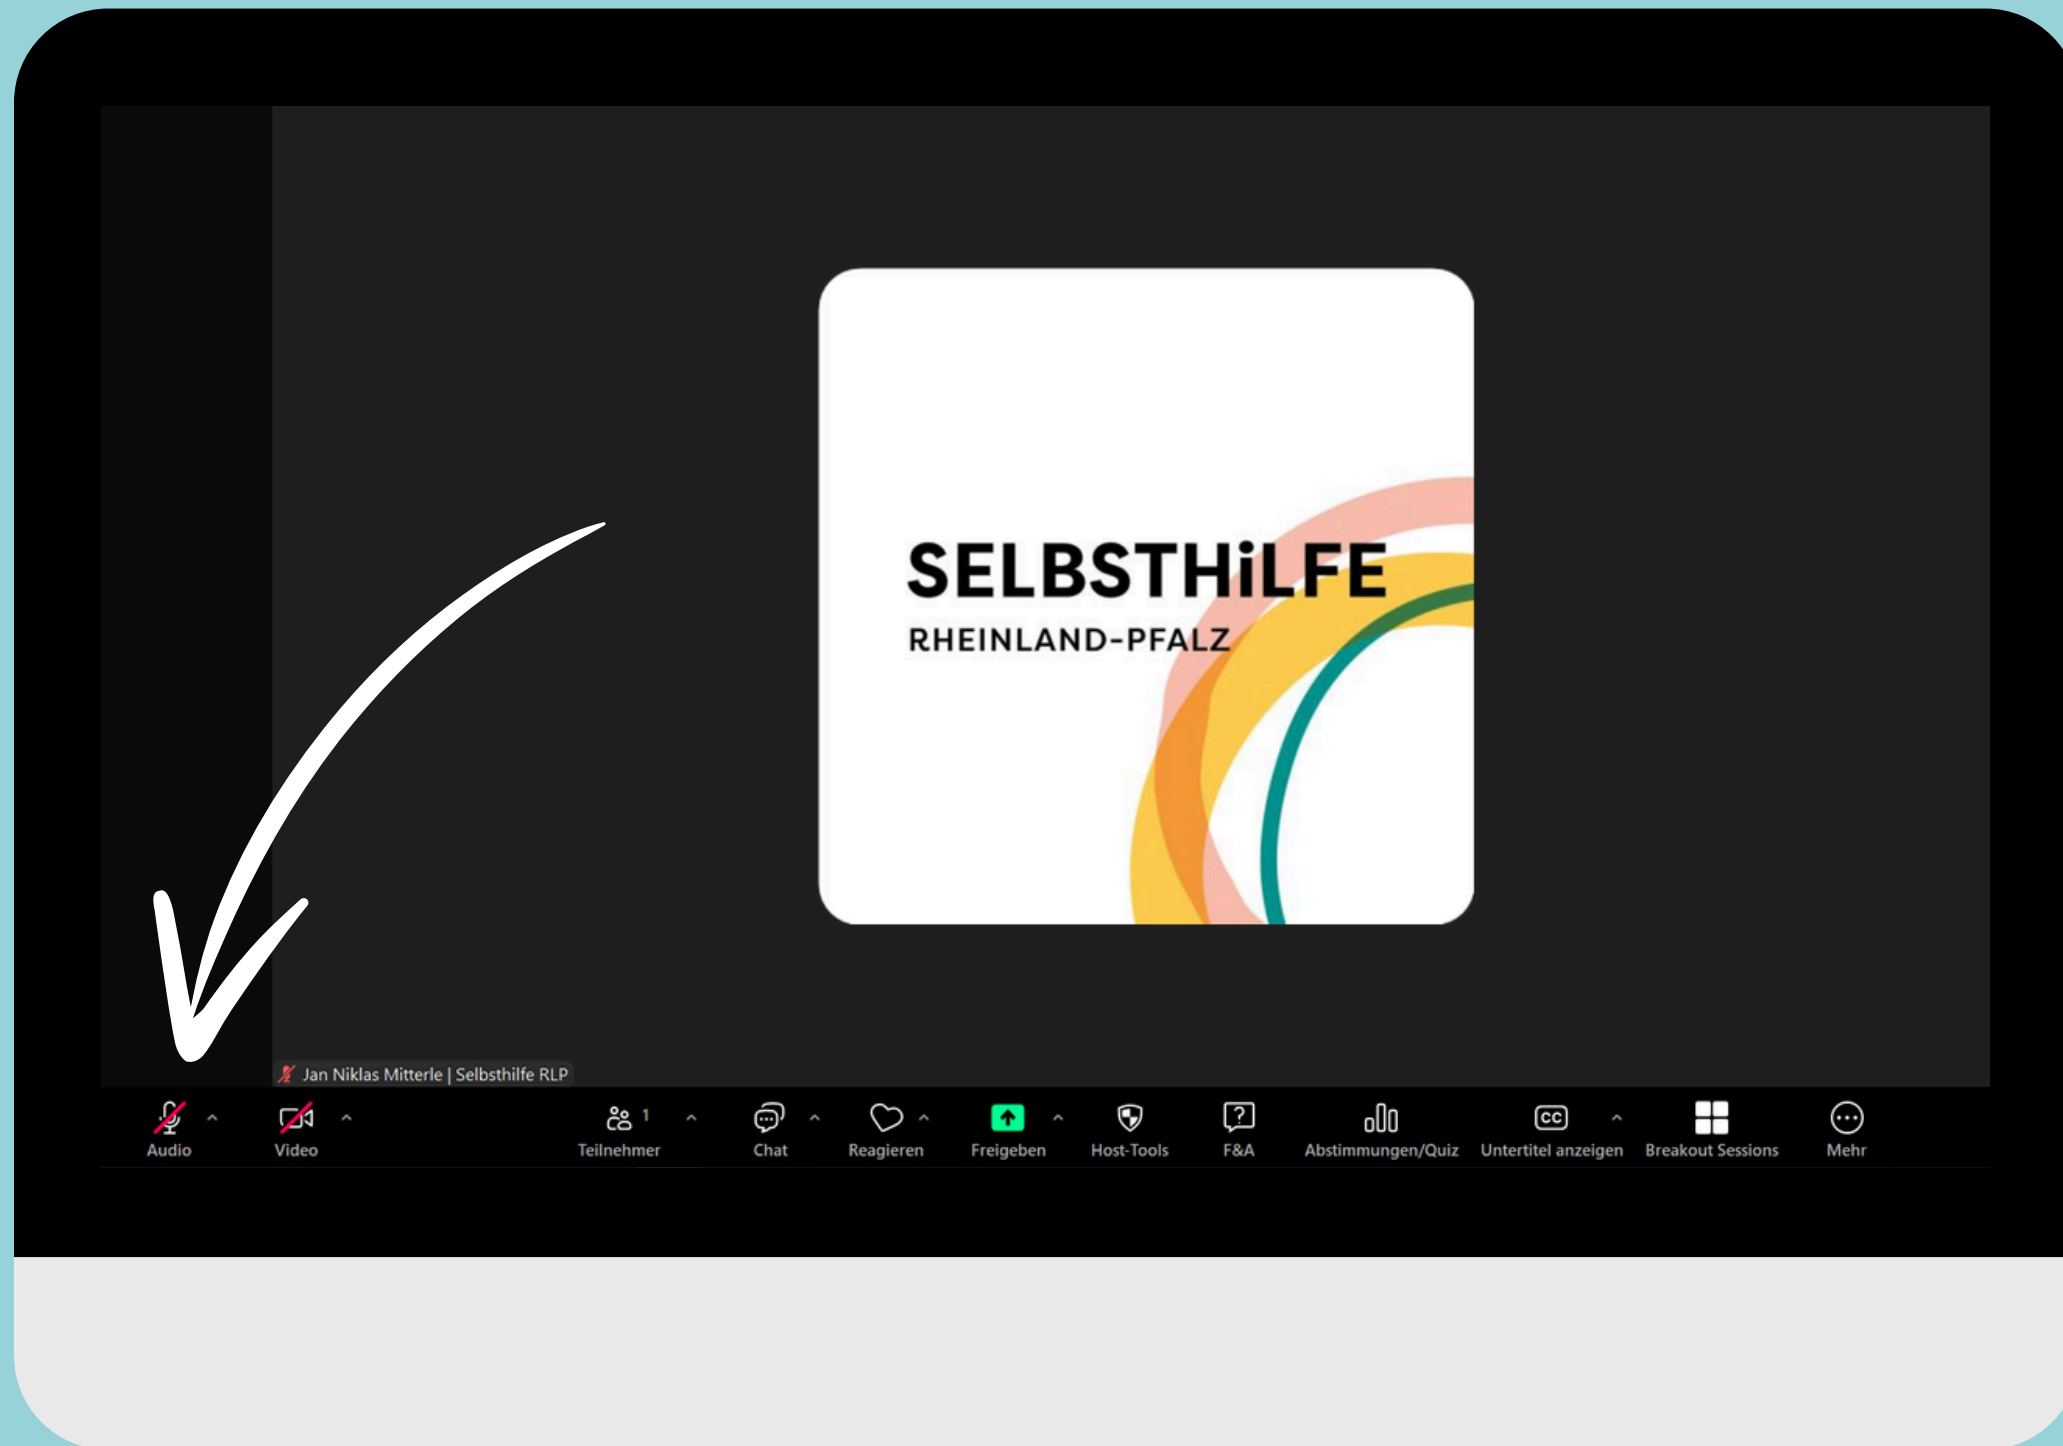 SELBSTHiLFE
RHEINLAND-PFALZ
Jan Niklas Mitterle | Selbsthilfe RLP
1
Audio Video Teilnehmer Chat Reagieren Freigeben Host-Tools F&A Abstimmungen/Quiz Untertitel anzeigen Breakout Sessions Mehr